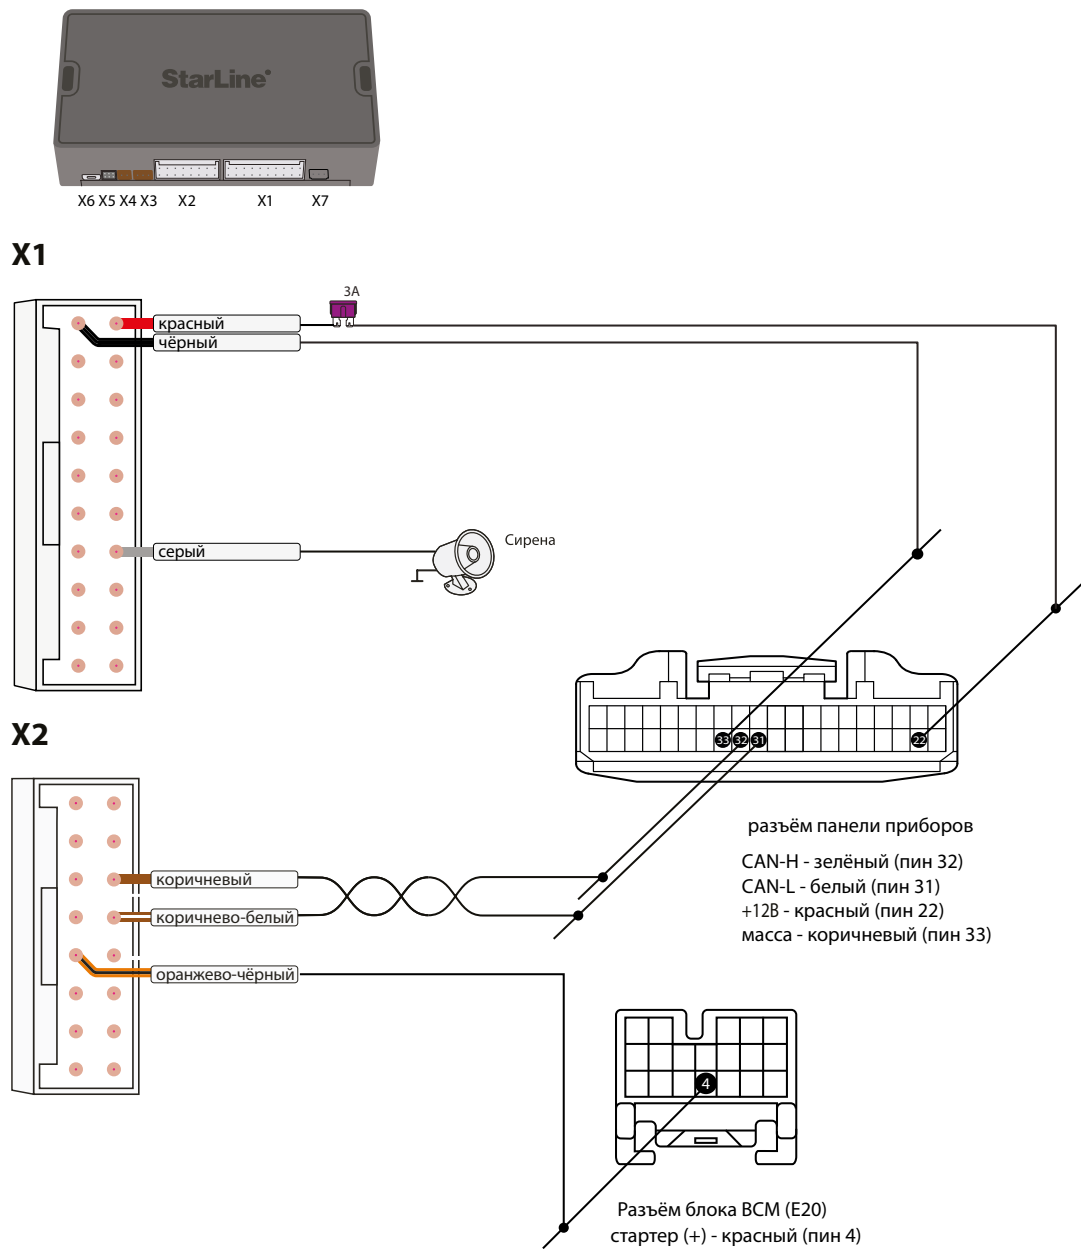 StarLine
X6 X5 X4 X3 X2 X1 X7
X1
3А
красный
чёрный
серый
Сирена
33 32 31 22
X2
разъём панели приборов
CAN-H - зелёный (пин 32)
CAN-L - белый (пин 31)
+12В - красный (пин 22)
масса - коричневый (пин 33)
коричневый
коричнево-белый
оранжево-чёрный
4
Разъём блока BCM (E20)
стартер (+) - красный (пин 4)